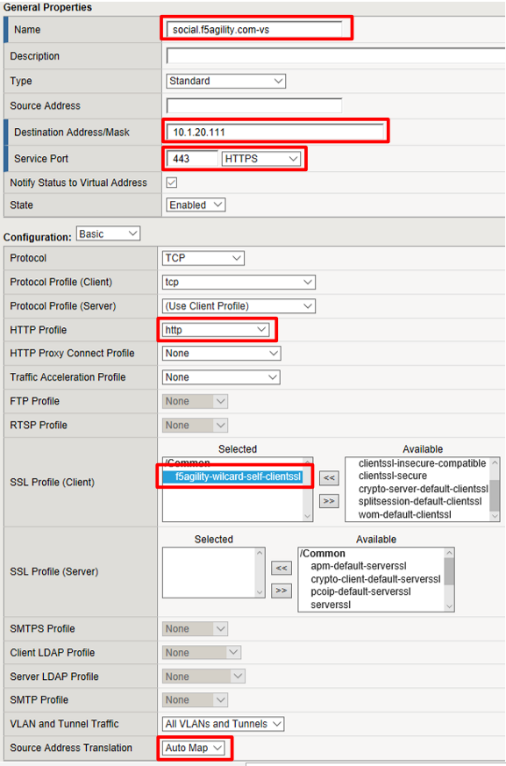 General Properties
Name social.f5agility.com-vs
Description
Type Standard
Source Address
Destination Address/Mask 10.1.20.111
Service Port 443 HTTPS
Notify Status to Virtual Address
State Enabled
Configuration: Basic
Protocol TCP
Protocol Profile (Client) tcp
Protocol Profile (Server) (Use Client Profile)
HTTP Profile http
HTTP Proxy Connect Profile None
Traffic Acceleration Profile None
FTP Profile None
RTSP Profile None
Selected Available
/Common clientssl-insecure-compatible
f5agility-wilcard-self-clientssl clientssl-secure
SSL Profile (Client) << crypto-server-default-clientssl
>> splitsession-default-clientssl
wom-default-clientssl
Selected Available
/Common
<< apm-default-serverssl
SSL Profile (Server) crypto-client-default-serverssl
>> pcoip-default-serverssl
serverssl
SMTPS Profile None
Client LDAP Profile None
Server LDAP Profile None
SMTP Profile None
VLAN and Tunnel Traffic All VLANs and Tunnels
Source Address Translation Auto Map